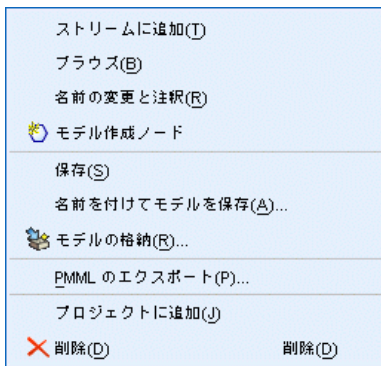 ストリームに追加(T)
ブラウズ(B)
名前の変更と注釈(R)
モデル作成ノード
保存(S)
名前を付けてモデルを保存(A)...
モデルの格納(R)...
PMML のエクスポート(P)...
プロジェクトに追加(J)
削除(D) 削除(D)